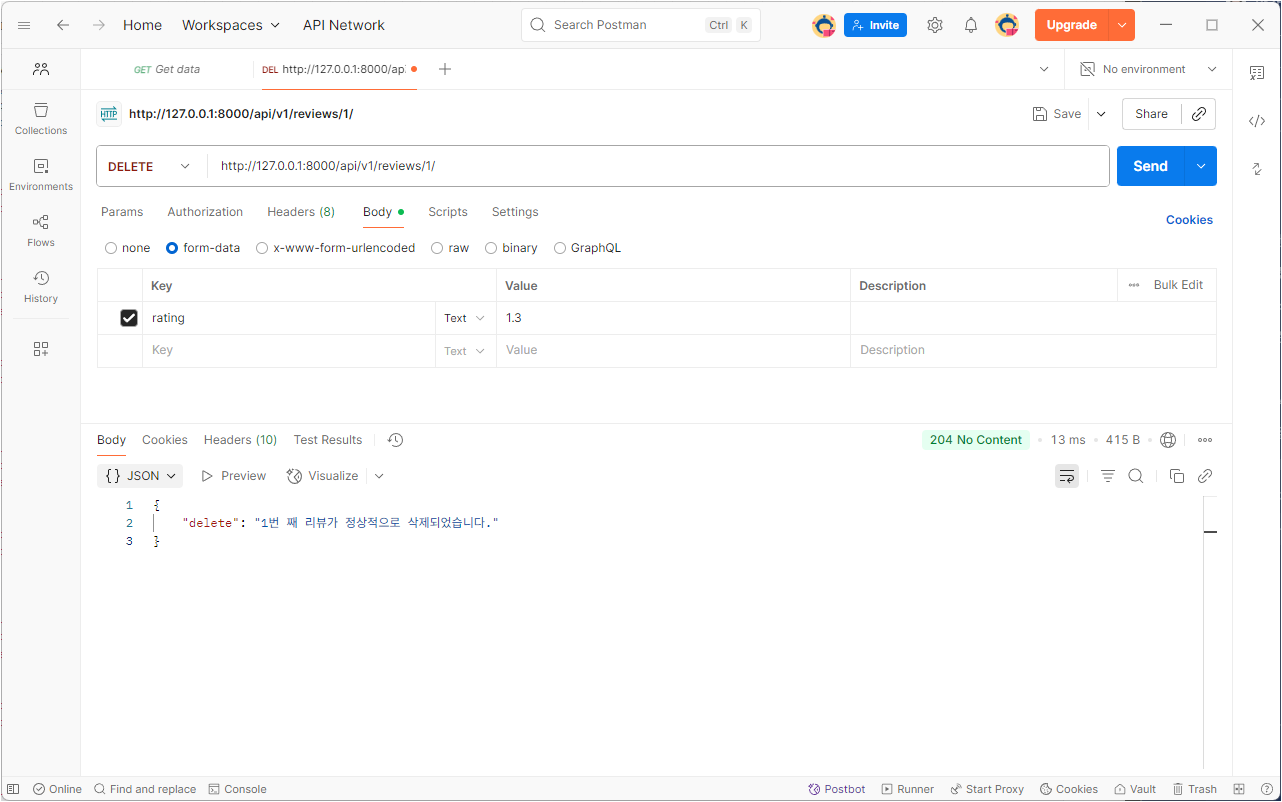 Home Workspaces API Network Search Postman Ctrl K Invite Upgrade
GET Get data DEL http://127.0.0.1:8000/ap No environment
HTTP http://127.0.0.1:8000/api/v1/reviews/1/ Save Share
Collections
DELETE http://127.0.0.1:8000/api/v1/reviews/1/ Send
Environments
Params Authorization Headers (8) Body Scripts Settings Cookies
Flows
none form-data x-www-form-urlencoded raw binary GraphQL
History
Key Value Description Bulk Edit
rating Text 1.3
Key Text Value Description
Body Cookies Headers (10) Test Results 204 No Content 13 ms 415 B
{} JSON Preview Visualize
1 {
2 "delete": "1번 째 리뷰가 정상적으로 삭제되었습니다."
3 }
Online Find and replace Console Postbot Runner Start Proxy Cookies Vault Trash